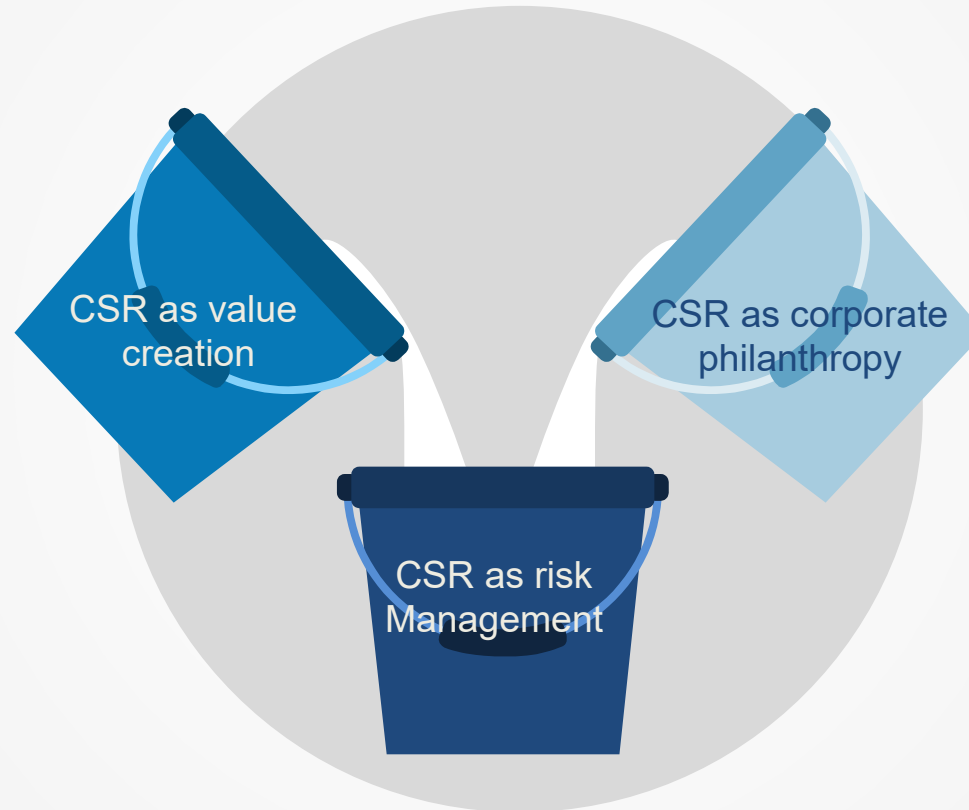 CSR as value
creation
CSR as corporate
philanthropy
CSR as risk
Management